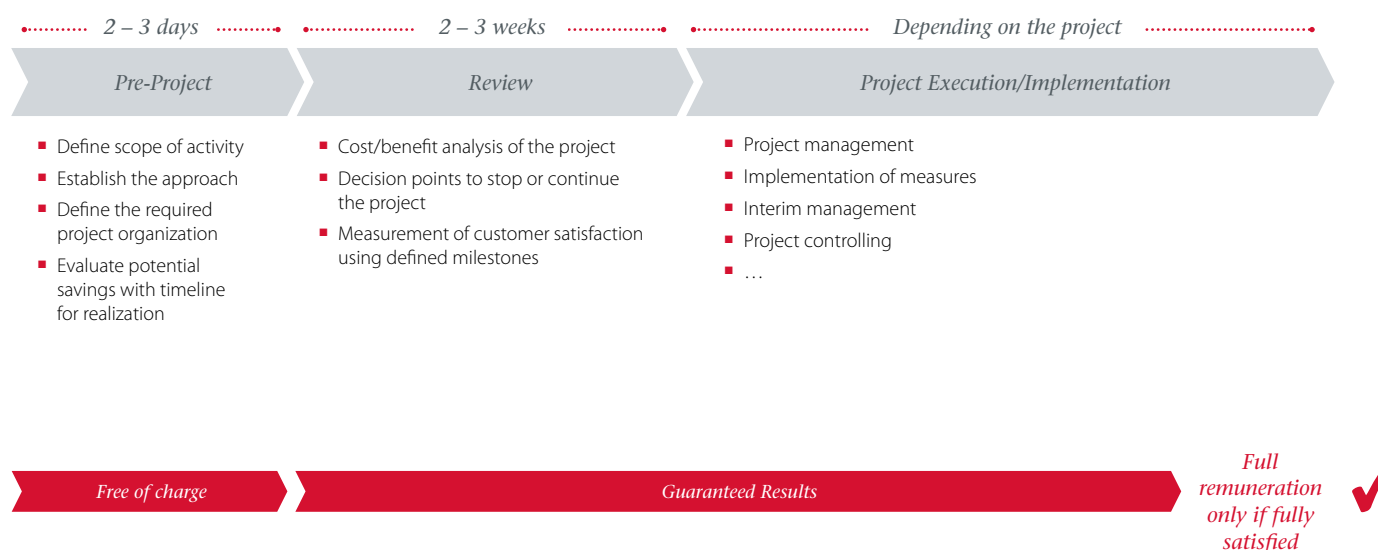 2 – 3 days
2 – 3 weeks
Depending on the project
Pre-Project
Review
Project Execution/Implementation
Define scope of activity
Establish the approach
Define the required
project organization
Evaluate potential
savings with timeline
for realization
Cost/benefit analysis of the project
Decision points to stop or continue
the project
Measurement of customer satisfaction
using defined milestones
Project management
Implementation of measures
Interim management
Project controlling
…
Free of charge
Guaranteed Results
Full
remuneration
only if fully
satisfied